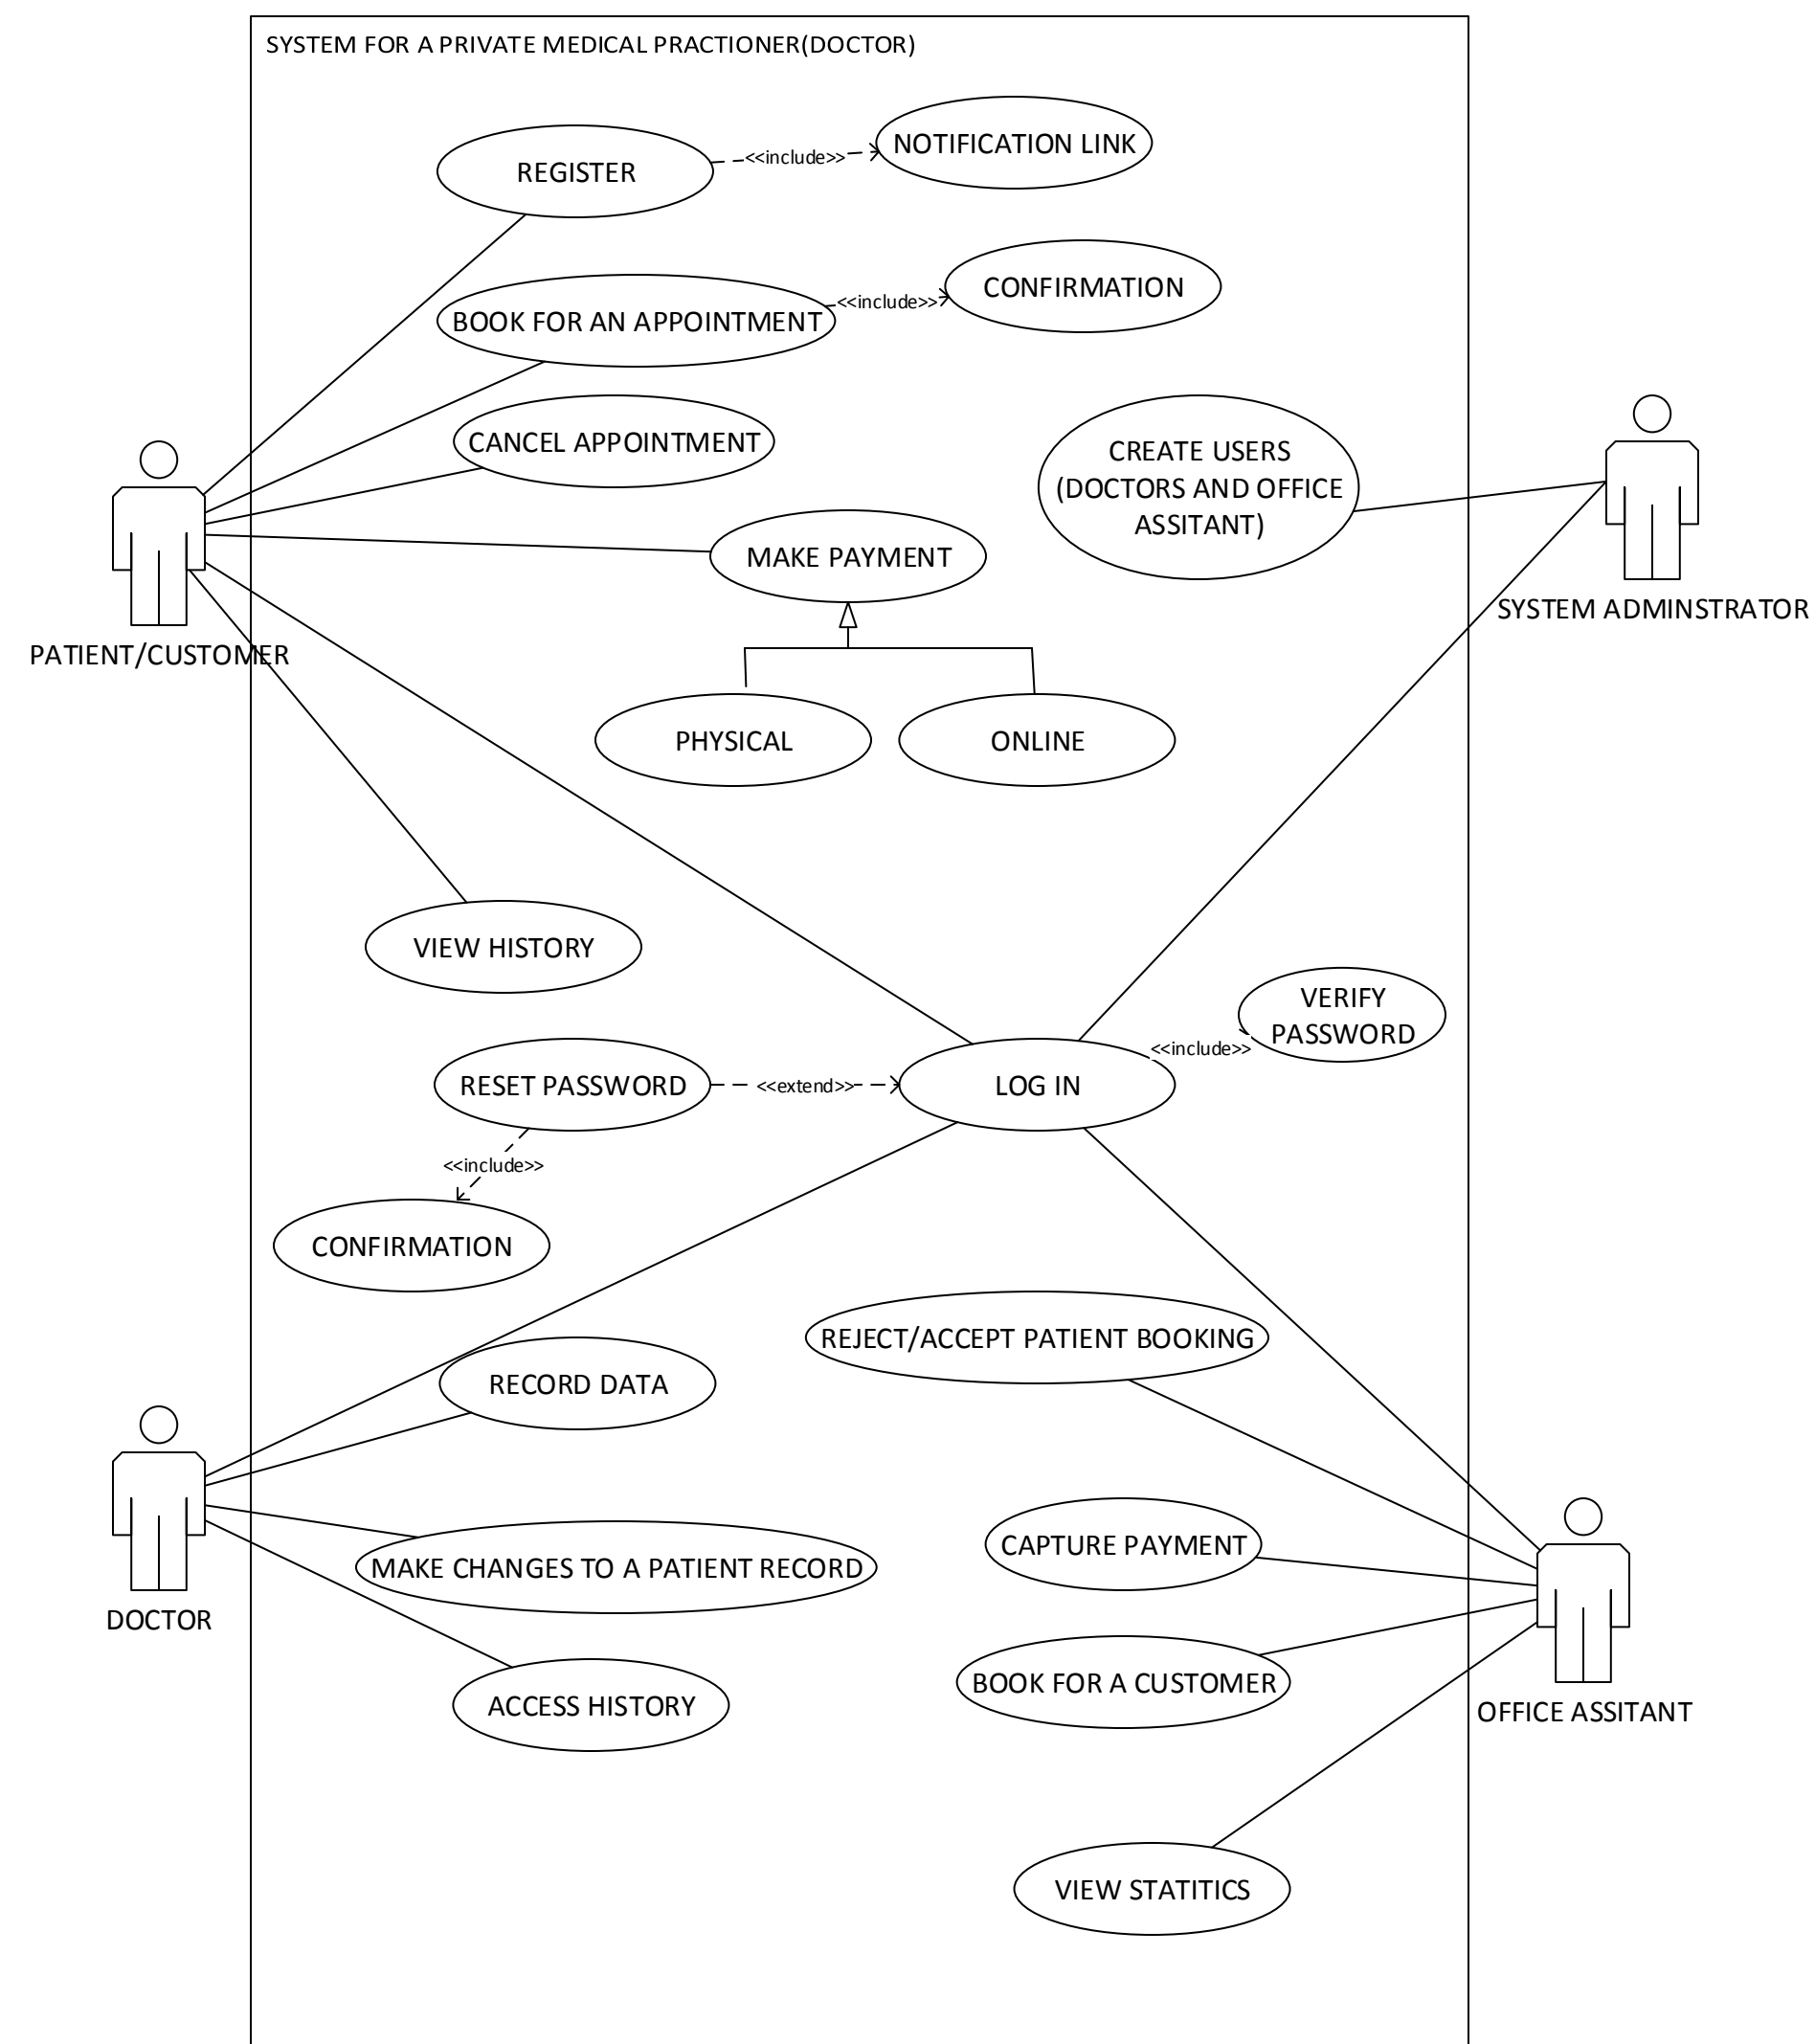 SYSTEM FOR A PRIVATE MEDICAL PRACTIONER(DOCTOR)
NOTIFICATION LINK
<<include>>
REGISTER
CONFIRMATION
<<include>>
BOOK FOR AN APPOINTMENT
CANCEL APPOINTMENT
CREATE USERS
(DOCTORS AND OFFICE
ASSITANT)
MAKE PAYMENT
SYSTEM ADMINSTRATOR
PATIENT/CUSTOMER
PHYSICAL
ONLINE
VIEW HISTORY
VERIFY
PASSWORD
<<include>>
RESET PASSWORD
<<extend>>
LOG IN
<<include>>
CONFIRMATION
REJECT/ACCEPT PATIENT BOOKING
RECORD DATA
CAPTURE PAYMENT
MAKE CHANGES TO A PATIENT RECORD
DOCTOR
BOOK FOR A CUSTOMER
ACCESS HISTORY
OFFICE ASSITANT
VIEW STATITICS